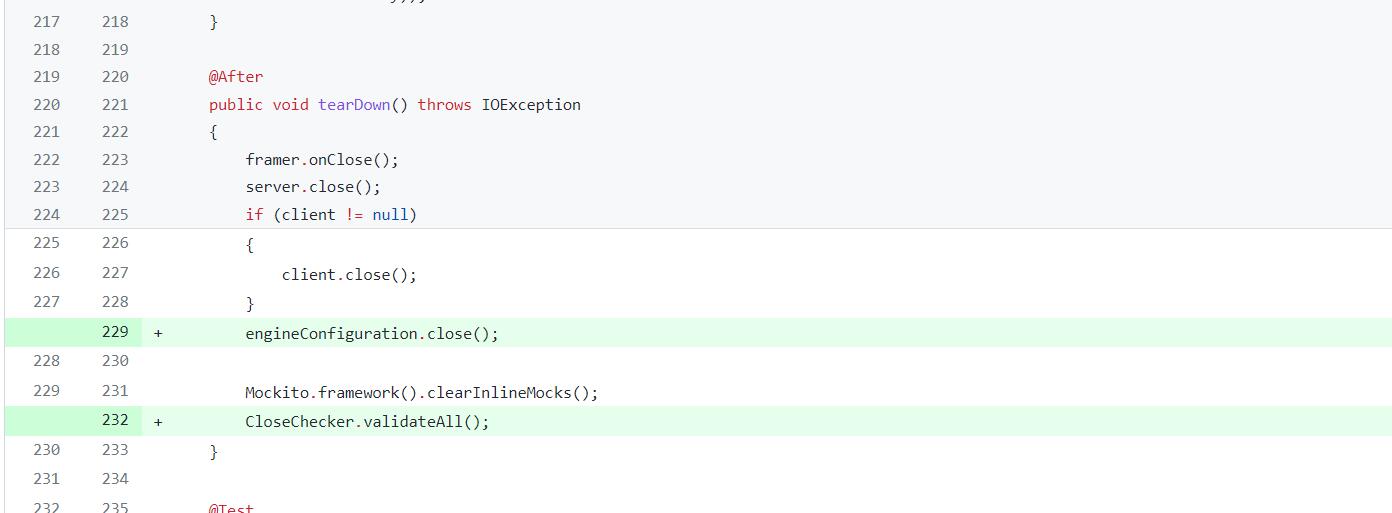 217 218 }
218 219
219 220 @After
220 221 public void tearDown() throws IOException
221 222 {
222 223 framer.onClose();
223 224 server.close();
224 225 if (client != null)
225 226 {
226 227 client.close();
227 228 }
229 + engineConfiguration.close();
228 230
229 231 Mockito.framework().clearInlineMocks();
232 + CloseChecker.validateAll();
230 233 }
231 234
232 235 @Test